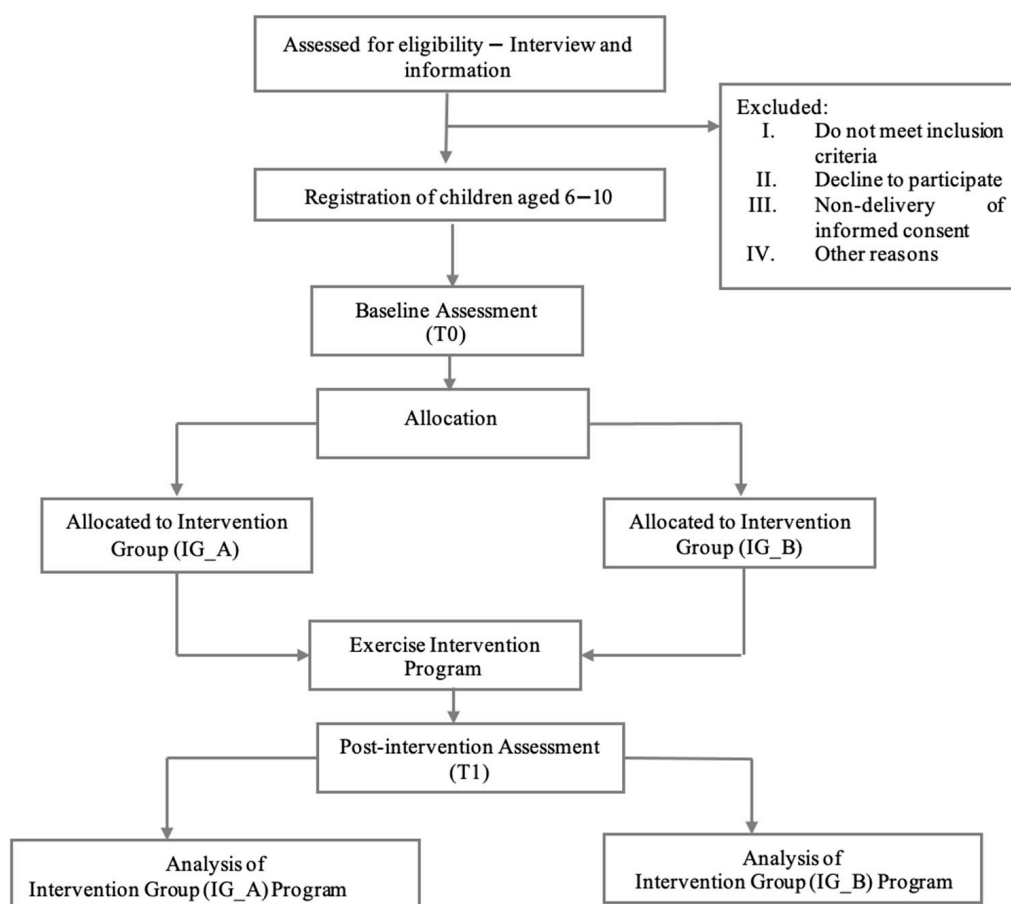 Assessed for eligibility – Interview and
information
Excluded:
I. Do not meet inclusion
criteria
II. Decline to participate
III. Non-delivery of
informed consent
IV. Other reasons
Registration of children aged 6–10
Baseline Assessment
(T0)
Allocation
Allocated to Intervention
Group (IG_A)
Allocated to Intervention
Group (IG_B)
Exercise Intervention
Program
Post-intervention Assessment
(T1)
Analysis of
Intervention Group (IG_A) Program
Analysis of
Intervention Group (IG_B) Program